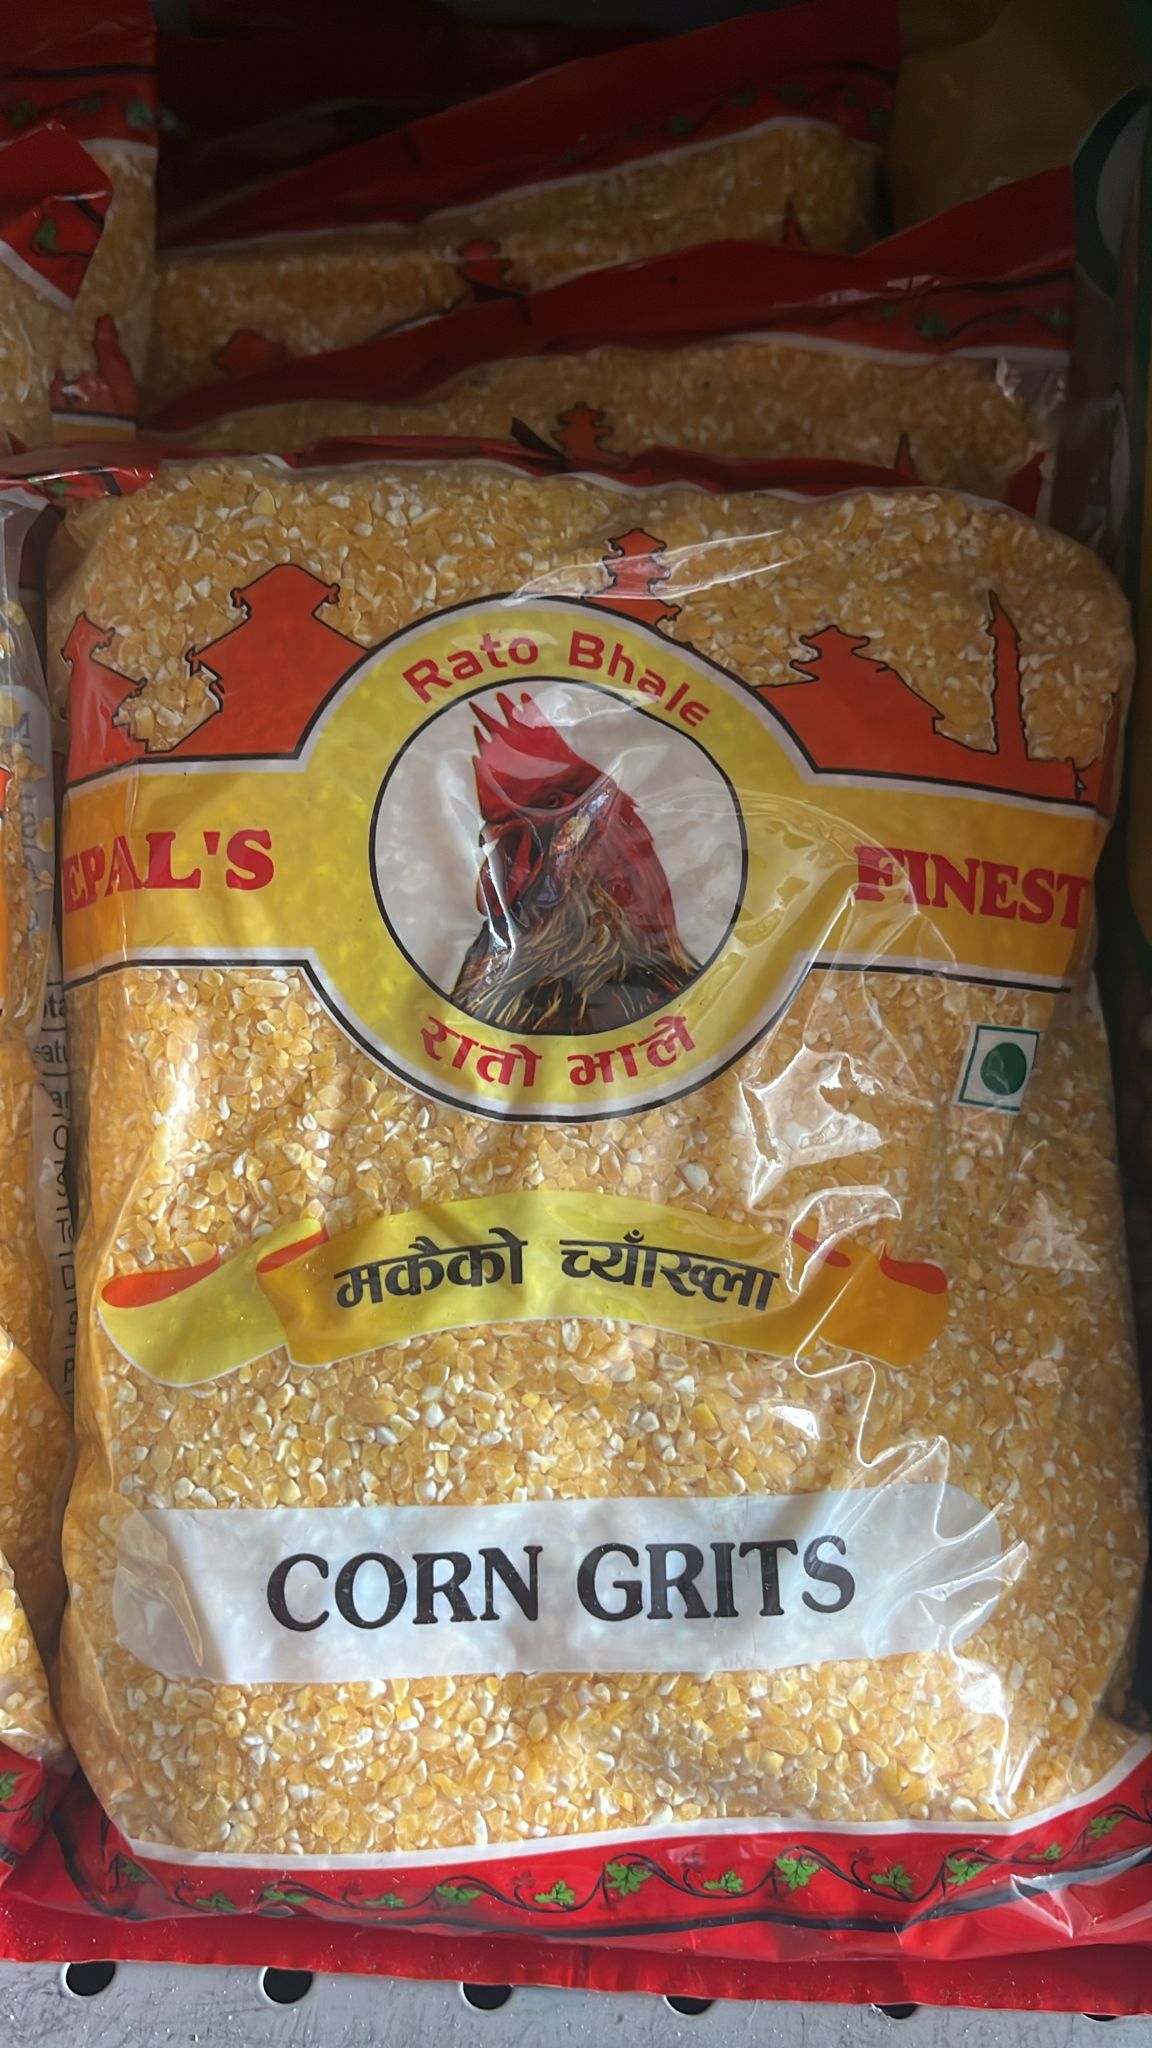 Rato Bhale
EPAL'S
FINEST
रातो भाले
मकैको च्याँख्ला
CORN GRITS